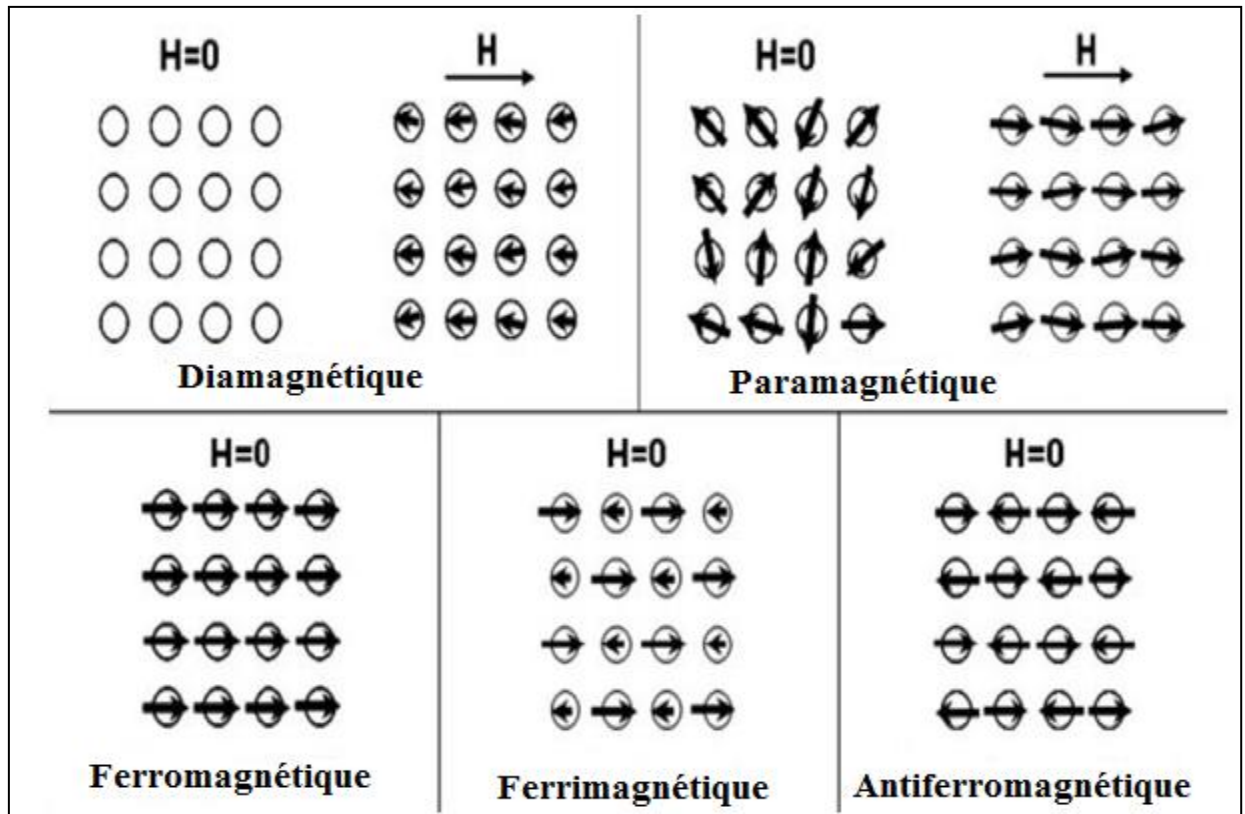 H=0
H
Diamagnétique
H=0
H
Paramagnétique
H=0
Ferromagnétique
H=0
Ferrimagnétique
H=0
Antiferromagnétique